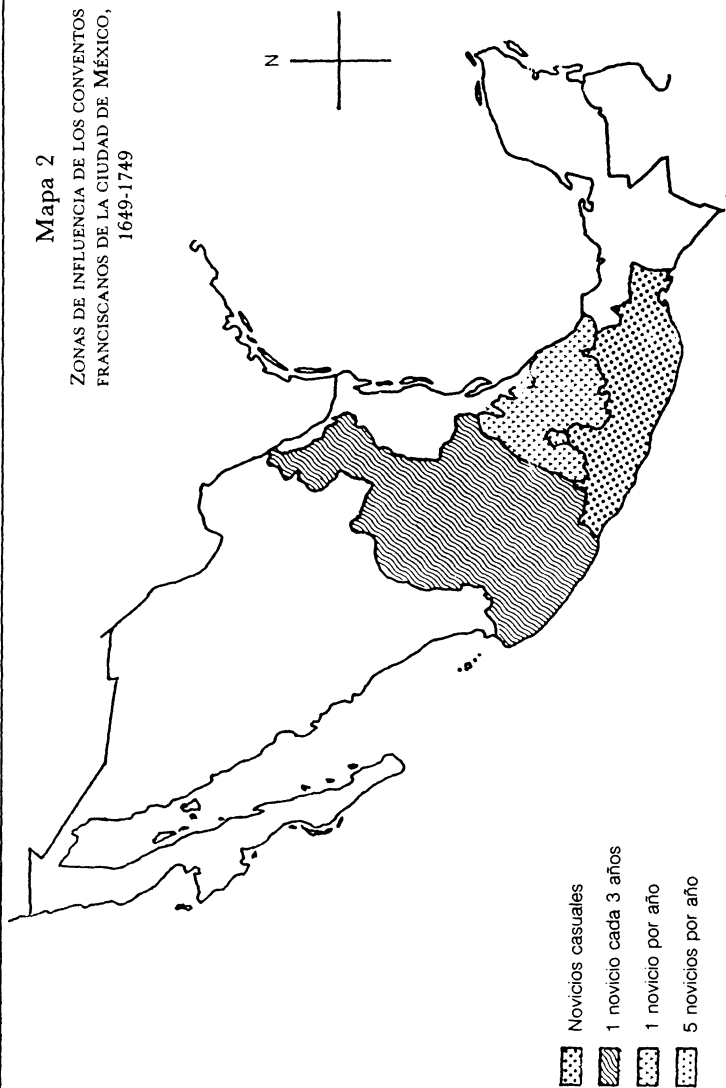 Mapa 2
ZONAS DE INFLUENCIA DE LOS CONVENTOS
FRANCISCANOS DE LA CIUDAD DE MÉXICO,
1649-1749
N
Novicios casuales
1 novicio cada 3 años
1 novicio por año
5 novicios por año